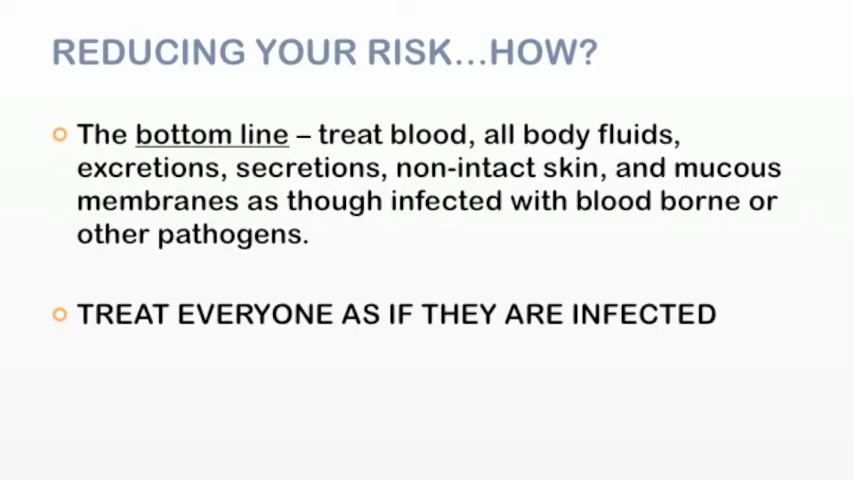 REDUCING YOUR RISK...HOW?
The bottom line – treat blood, all body fluids,
excretions, secretions, non-intact skin, and mucous
membranes as though infected with blood borne or
other pathogens.
TREAT EVERYONE AS IF THEY ARE INFECTED